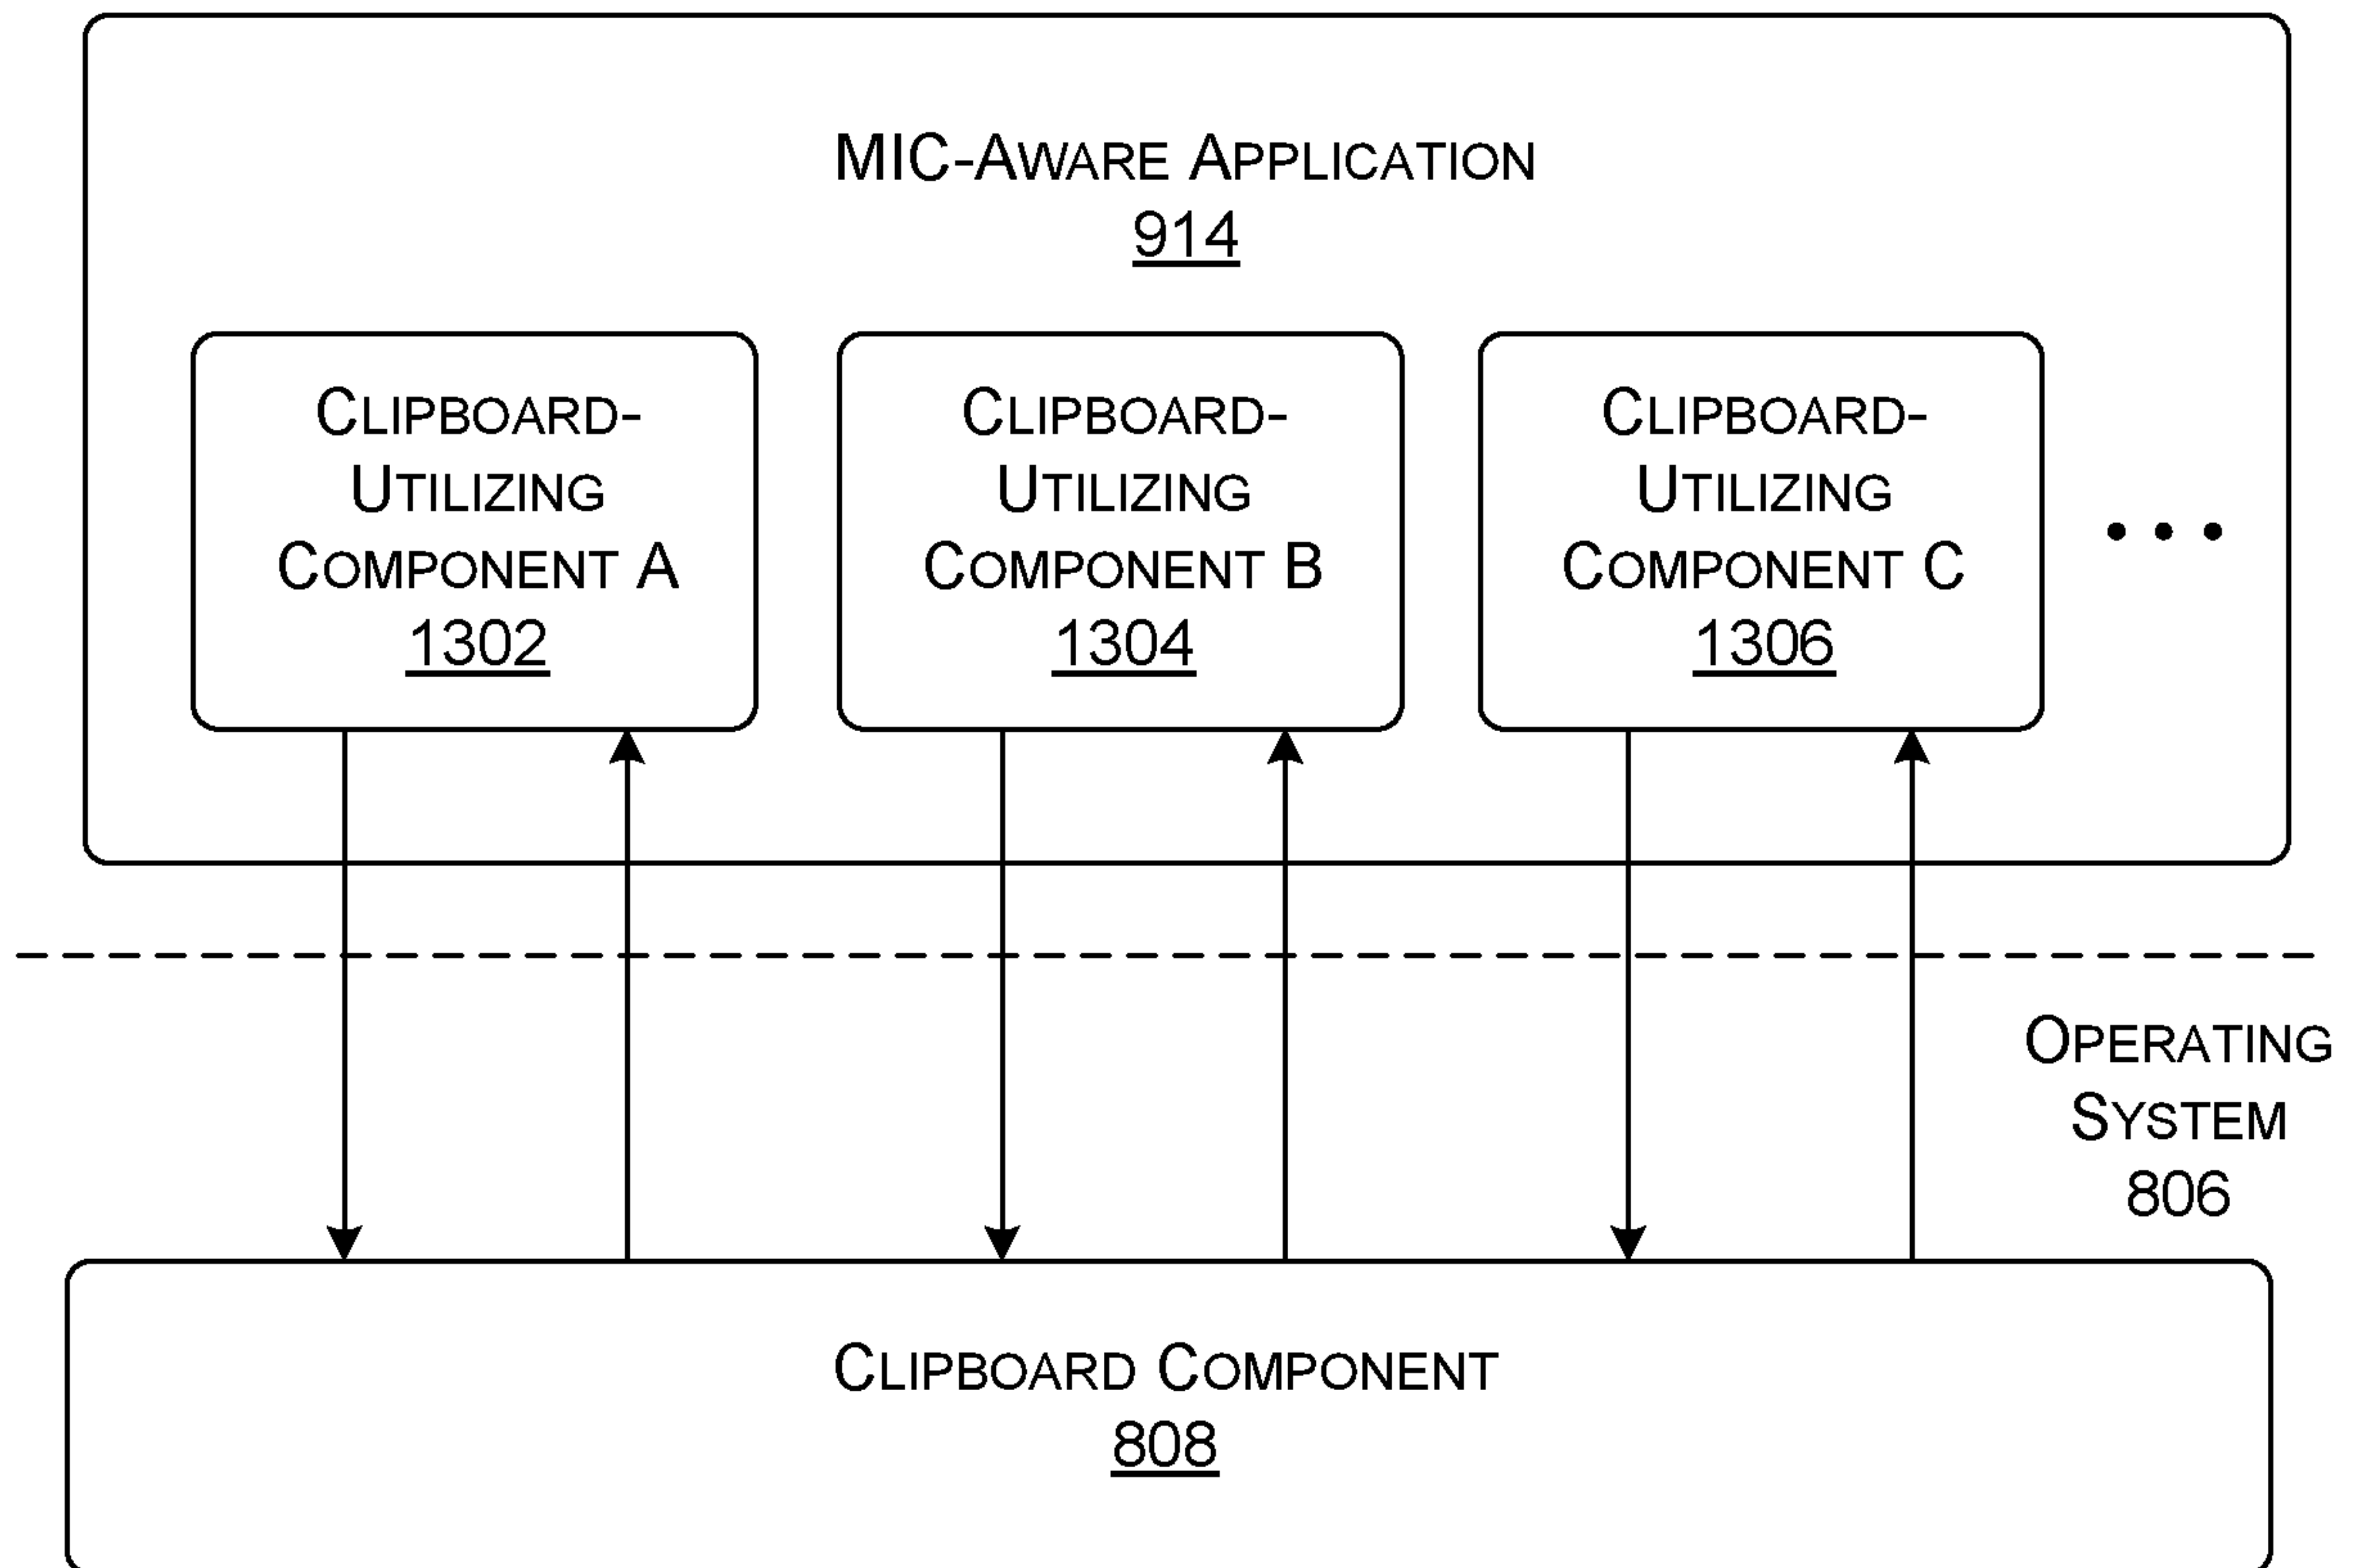 MIC-AWARE APPLICATION
914
CLIPBOARD-
UTILIZING
COMPONENT A
1302
CLIPBOARD-
UTILIZING
COMPONENT B
1304
CLIPBOARD-
UTILIZING
COMPONENT C
1306
• • •
OPERATING
SYSTEM
806
CLIPBOARD COMPONENT
808